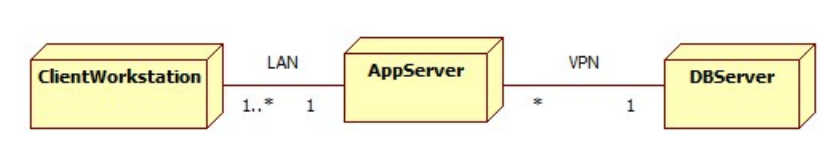 LAN
VPN
ClientWorkstation
AppServer
DBServer
1..*
1
*
1